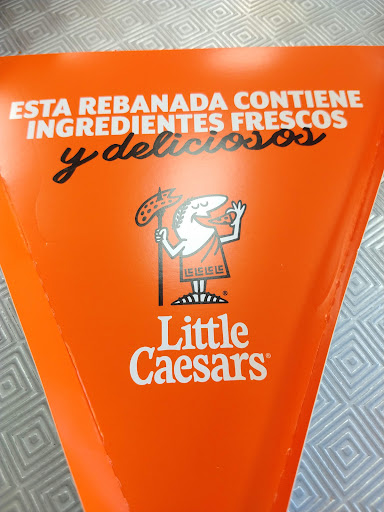 ESTA REBANADA CONTIENE
INGREDIENTES FRESCOS
y deliciosos
®
Little
Caesars®